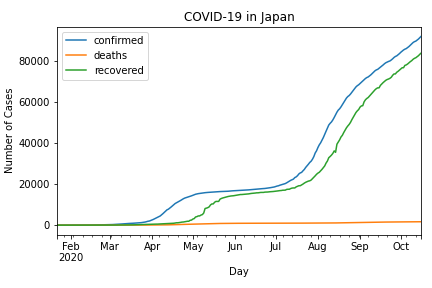 COVID-19 in Japan
confirmed
deaths
recovered
Number of Cases
80000
60000
40000
20000
0
Feb Mar Apr May Jun Jul Aug Sep Oct
2020
Day